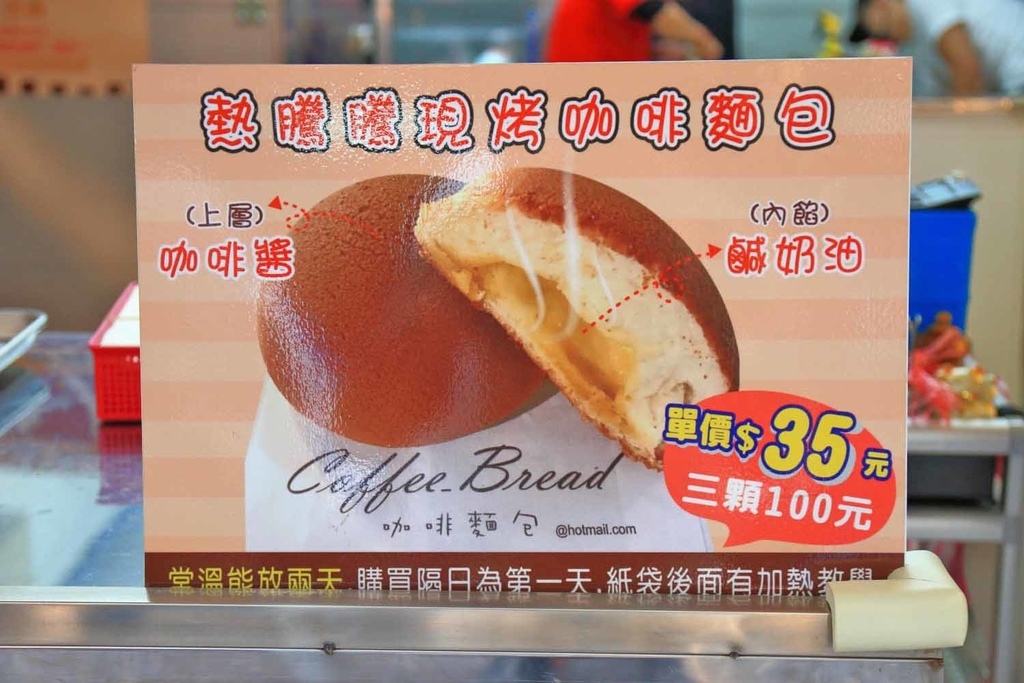 熱騰騰現烤咖啡麵包
(上層)
咖啡醬
(內餡)
鹹奶油
單價$35元
三顆100元
Coffee_Bread
咖啡麵包 @hotmail.com
常溫能放兩天 購買隔日為第一天,紙袋後面有加熱教學